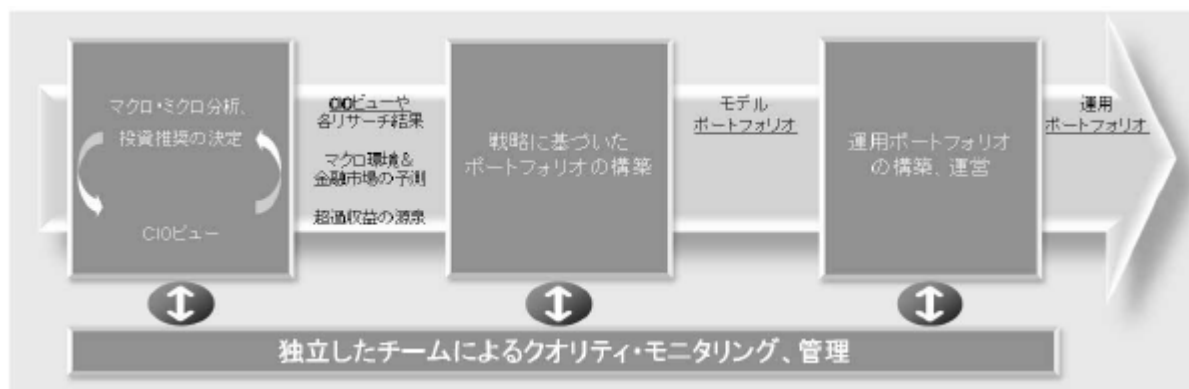 マクロ・ミクロ分析、
投資推奨の決定
CIOビュー
CIOビューや
各リサーチ結果
マクロ環境&
金融市場の予測
超過収益の源泉
戦略に基づいた
ポートフォリオの構築
モデル
ポートフォリオ
運用ポートフォリオ
の構築、運営
運用
ポートフォリオ
独立したチームによるクオリティ・モニタリング、管理